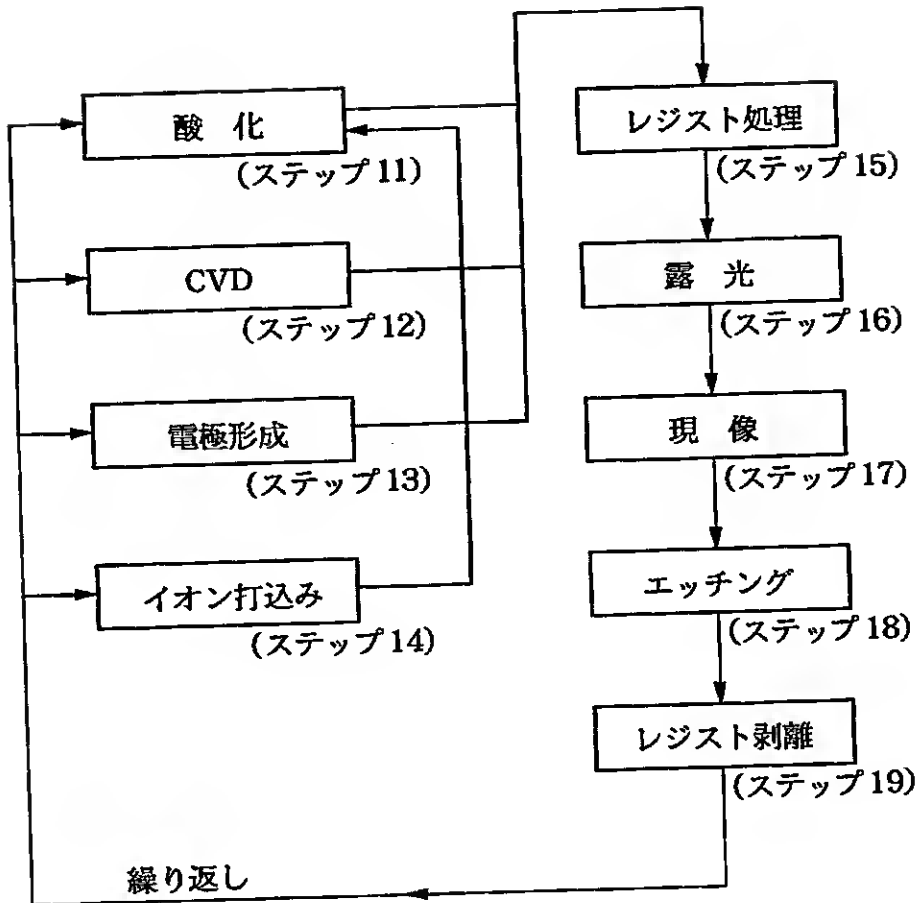 酸 化
(ステップ 11)
CVD
(ステップ 12)
電極形成
(ステップ 13)
イオン打込み
(ステップ 14)
レジスト処理
(ステップ 15)
露 光
(ステップ 16)
現 像
(ステップ 17)
エッチング
(ステップ 18)
レジスト剥離
(ステップ 19)
繰り返し